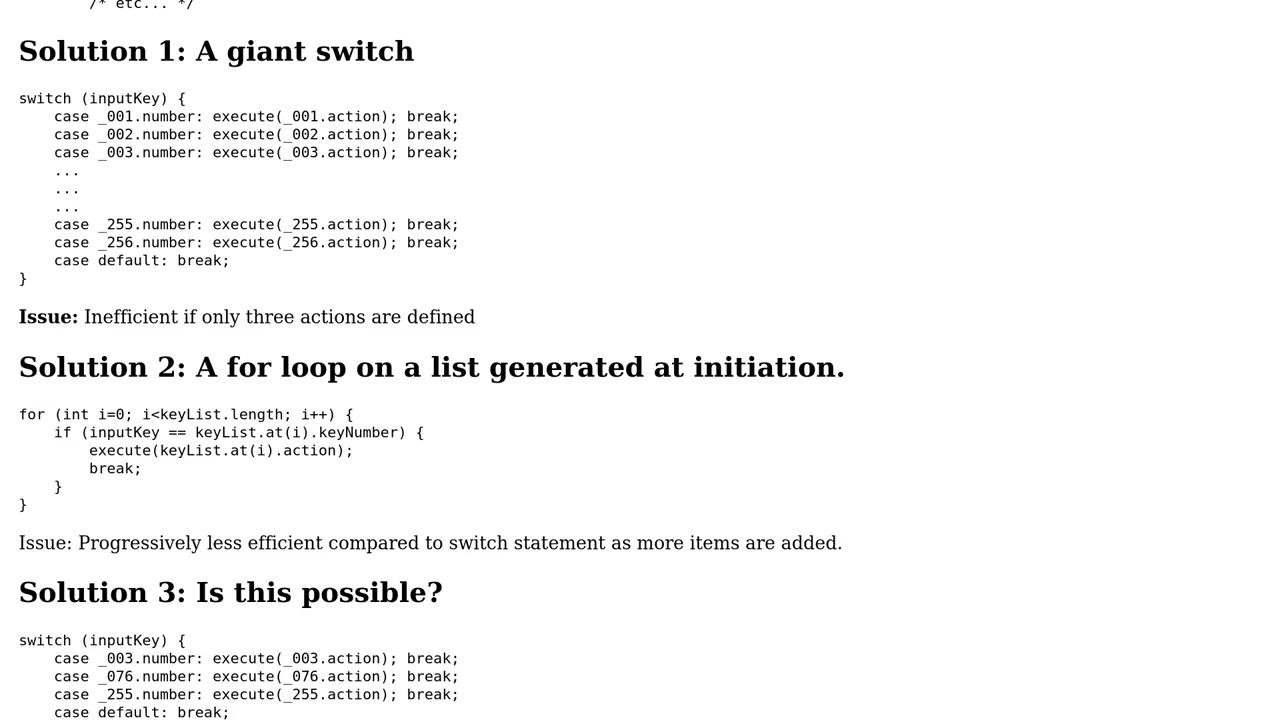 /* etc... */
Solution 1: A giant switch
switch (inputKey) {
    case _001.number: execute(_001.action); break;
    case _002.number: execute(_002.action); break;
    case _003.number: execute(_003.action); break;
    ...
    ...
    ...
    case _255.number: execute(_255.action); break;
    case _256.number: execute(_256.action); break;
    case default: break;
}
Issue: Inefficient if only three actions are defined
Solution 2: A for loop on a list generated at initiation.
for (int i=0; i<keyList.length; i++) {
    if (inputKey == keyList.at(i).keyNumber) {
        execute(keyList.at(i).action);
        break;
    }
}
Issue: Progressively less efficient compared to switch statement as more items are added.
Solution 3: Is this possible?
switch (inputKey) {
    case _003.number: execute(_003.action); break;
    case _076.number: execute(_076.action); break;
    case _255.number: execute(_255.action); break;
    case default: break;